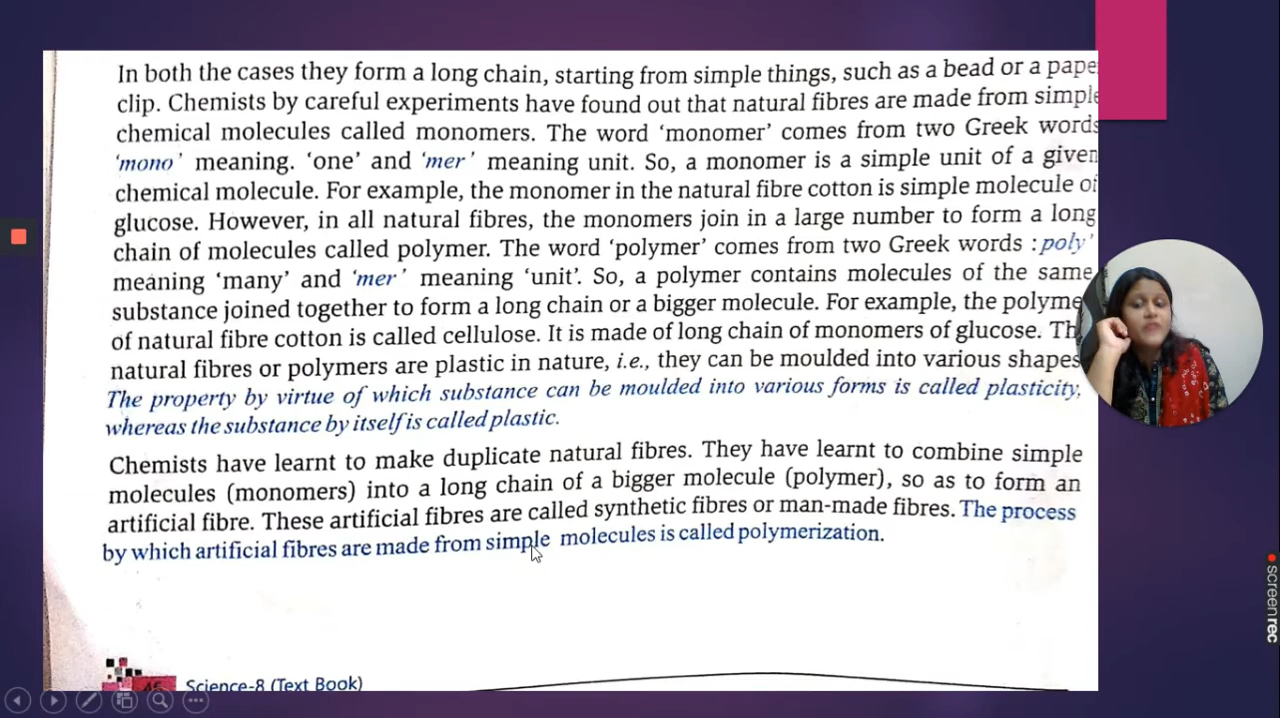 In both the cases they form a long chain, starting from simple things, such as a bead or a pape
clip. Chemists by careful experiments have found out that natural fibres are made from simple
chemical molecules called monomers. The word ‘monomer’ comes from two Greek words
‘mono’ meaning. ‘one’ and ‘mer’ meaning unit. So, a monomer is a simple unit of a given
chemical molecule. For example, the monomer in the natural fibre cotton is simple molecule of
glucose. However, in all natural fibres, the monomers join in a large number to form a long
chain of molecules called polymer. The word ‘polymer’ comes from two Greek words : poly’
meaning ‘many’ and ‘mer’ meaning ‘unit’. So, a polymer contains molecules of the same
substance joined together to form a long chain or a bigger molecule. For example, the polyme
of natural fibre cotton is called cellulose. It is made of long chain of monomers of glucose. Th
natural fibres or polymers are plastic in nature, i.e., they can be moulded into various shapes
The property by virtue of which substance can be moulded into various forms is called plasticity,
whereas the substance by itself is called plastic.
Chemists have learnt to make duplicate natural fibres. They have learnt to combine simple
molecules (monomers) into a long chain of a bigger molecule (polymer), so as to form an
artificial fibre. These artificial fibres are called synthetic fibres or man-made fibres. The process
by which artificial fibres are made from simple molecules is called polymerization.
Science-8 (Text Book)
screenrec